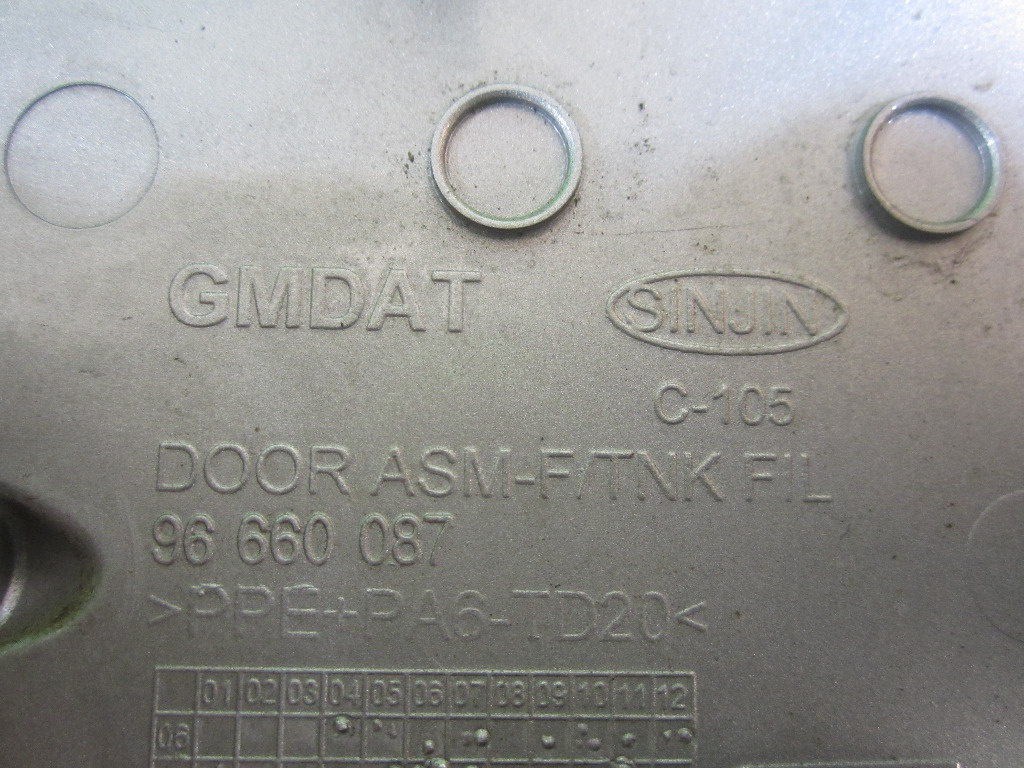 GMDAT
SINJIN
C-105
DOOR ASM-F/TNK FIL
96 660 087
>PPE+PA6-TD20<
01 02 03 04 05 06 07 08 09 10 11 12
06